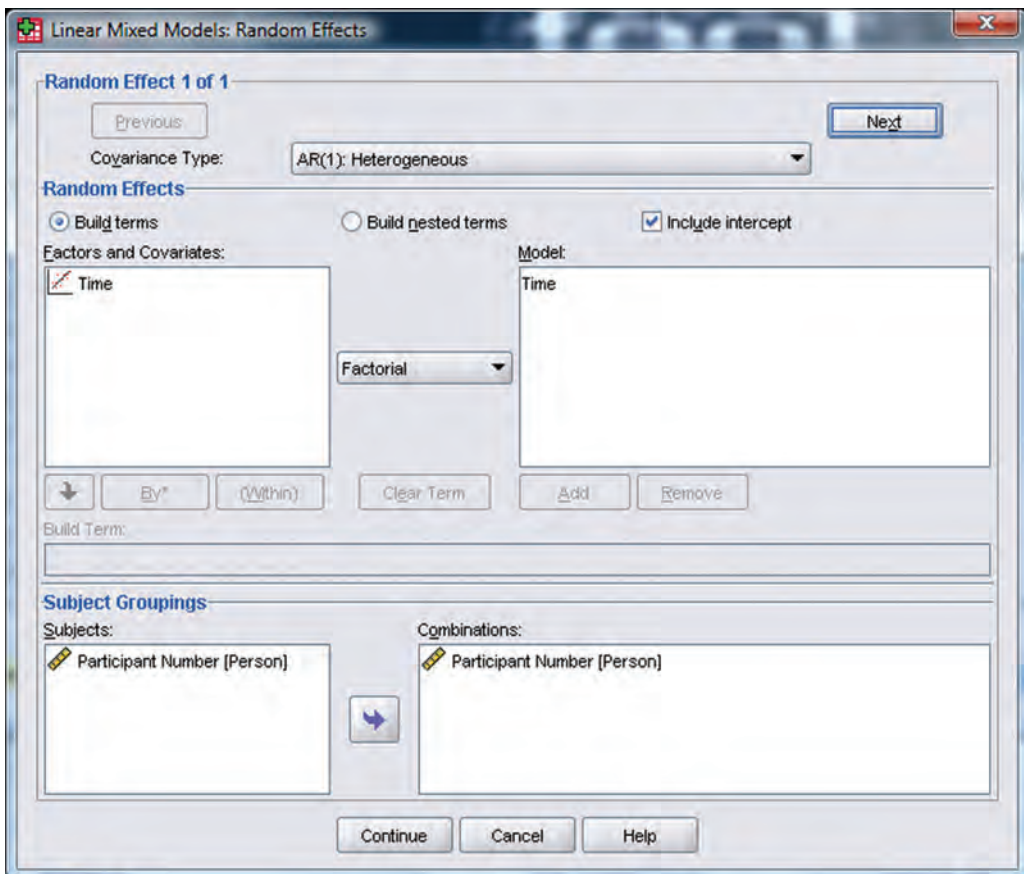 Linear Mixed Models: Random Effects
Random Effect 1 of 1
Previous
Next
Covariance Type: AR(1): Heterogeneous
Random Effects
Build terms Build nested terms Include intercept
Factors and Covariates: Model:
Time Time
Factorial
By* (Within) Clear Term Add Remove
Build Term:
Subject Groupings
Subjects: Combinations:
Participant Number [Person] Participant Number [Person]
Continue Cancel Help